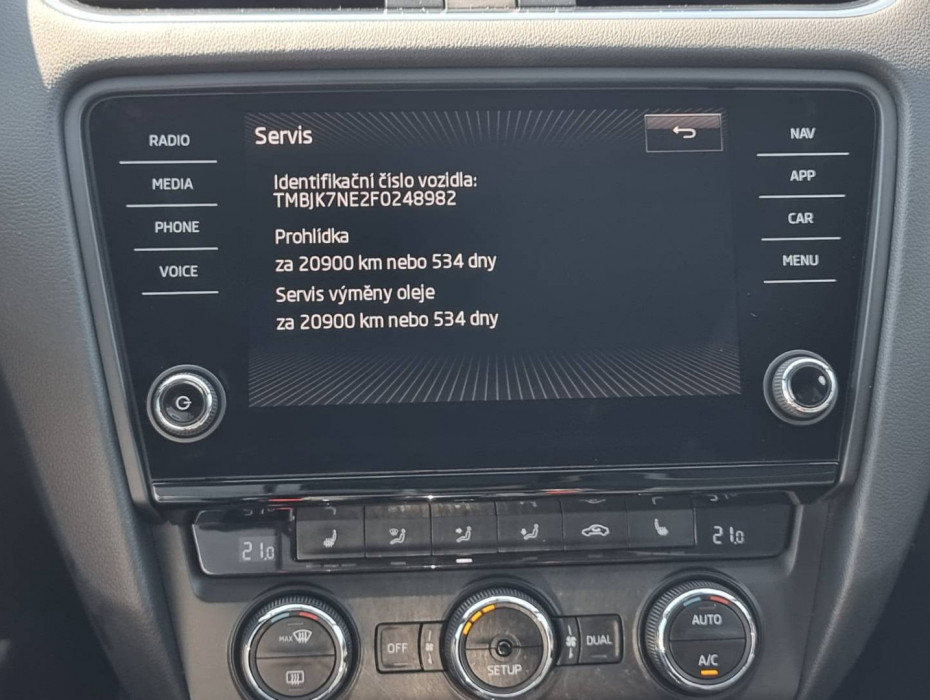 RADIO
MEDIA
PHONE
VOICE
Servis
Identifikační číslo vozidla:
TMBJK7NE2F0248982
Prohlídka
za 20900 km nebo 534 dny
Servis výměny oleje
za 20900 km nebo 534 dny
NAV
APP
CAR
MENU
21.0
21.0
MAX
OFF
SETUP
DUAL
AUTO
A/C